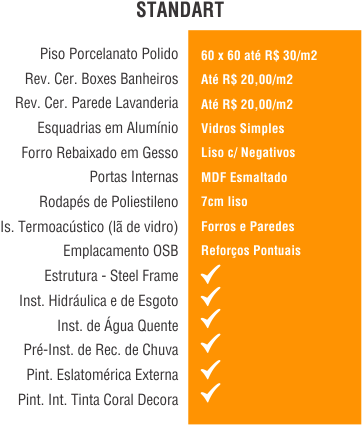 STANDART
Piso Porcelanato Polido 60 x 60 até R$ 30/m2
Rev. Cer. Boxes Banheiros Até R$ 20,00/m2
Rev. Cer. Parede Lavanderia Até R$ 20,00/m2
Esquadrias em Alumínio Vidros Simples
Forro Rebaixado em Gesso Liso c/ Negativos
Portas Internas MDF Esmaltado
Rodapés de Poliestileno 7cm liso
Is. Termoacústico (lã de vidro) Forros e Paredes
Emplacamento OSB Reforços Pontuais
Estrutura - Steel Frame
Inst. Hidráulica e de Esgoto
Inst. de Água Quente
Pré-Inst. de Rec. de Chuva
Pint. Eslatomérica Externa
Pint. Int. Tinta Coral Decora